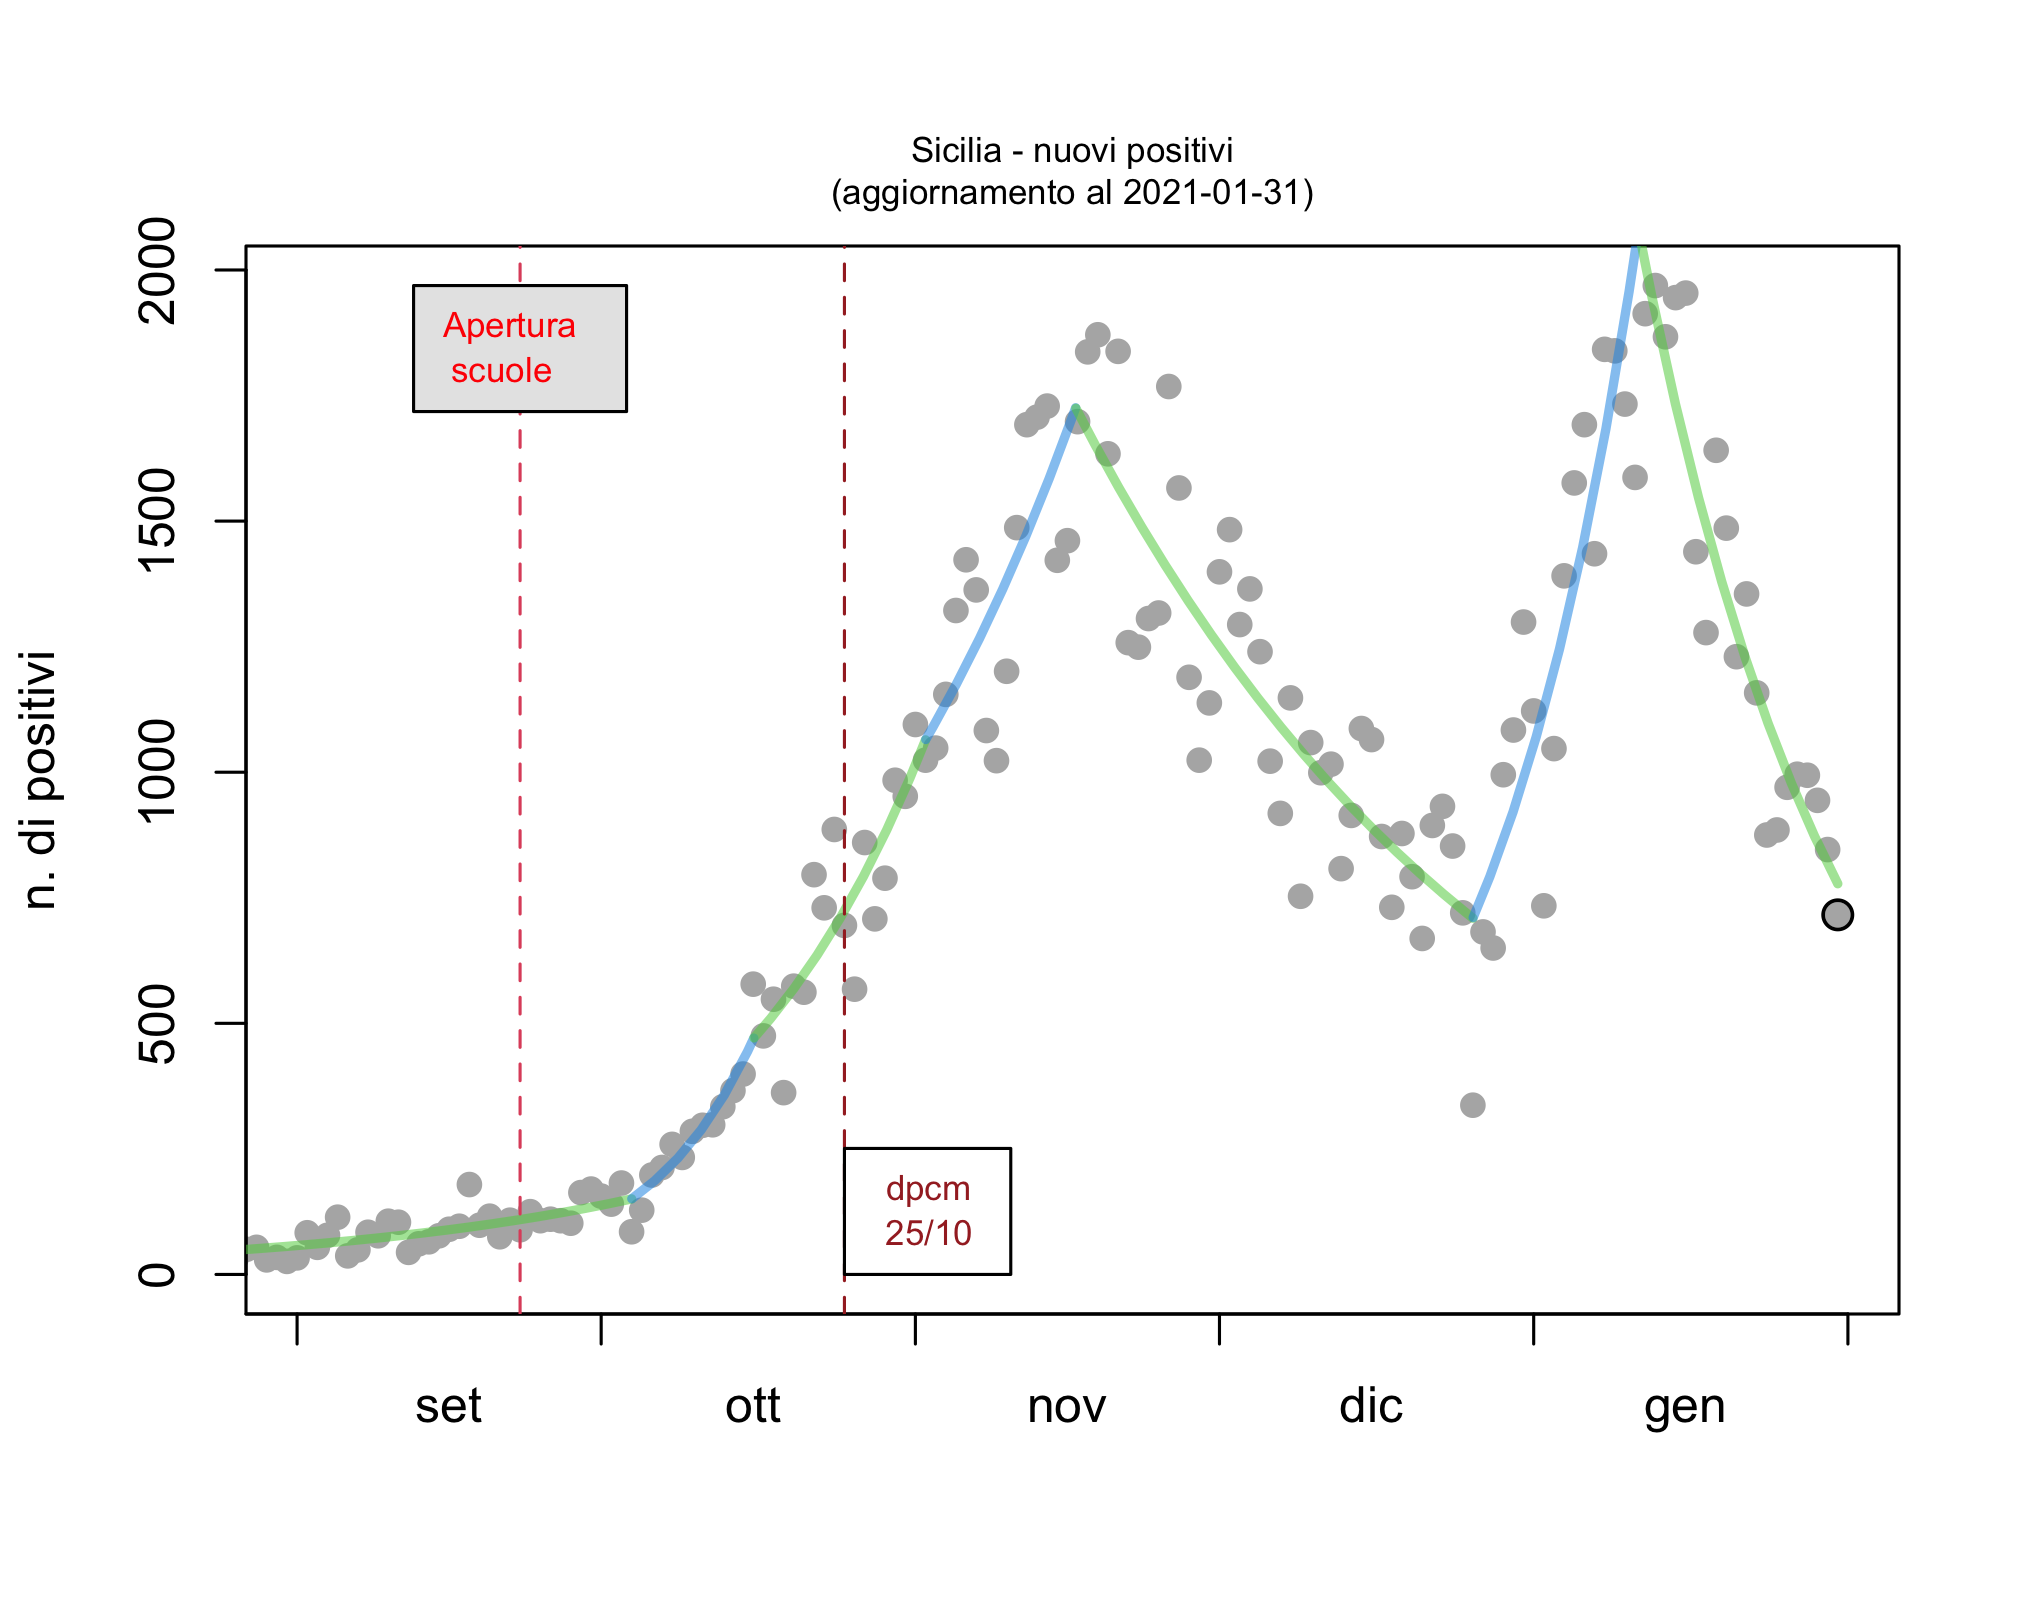 Sicilia - nuovi positivi
(aggiornamento al 2021-01-31)
n. di positivi
2000
1500
1000
500
0
Apertura
scuole
dpcm
25/10
set
ott
nov
dic
gen